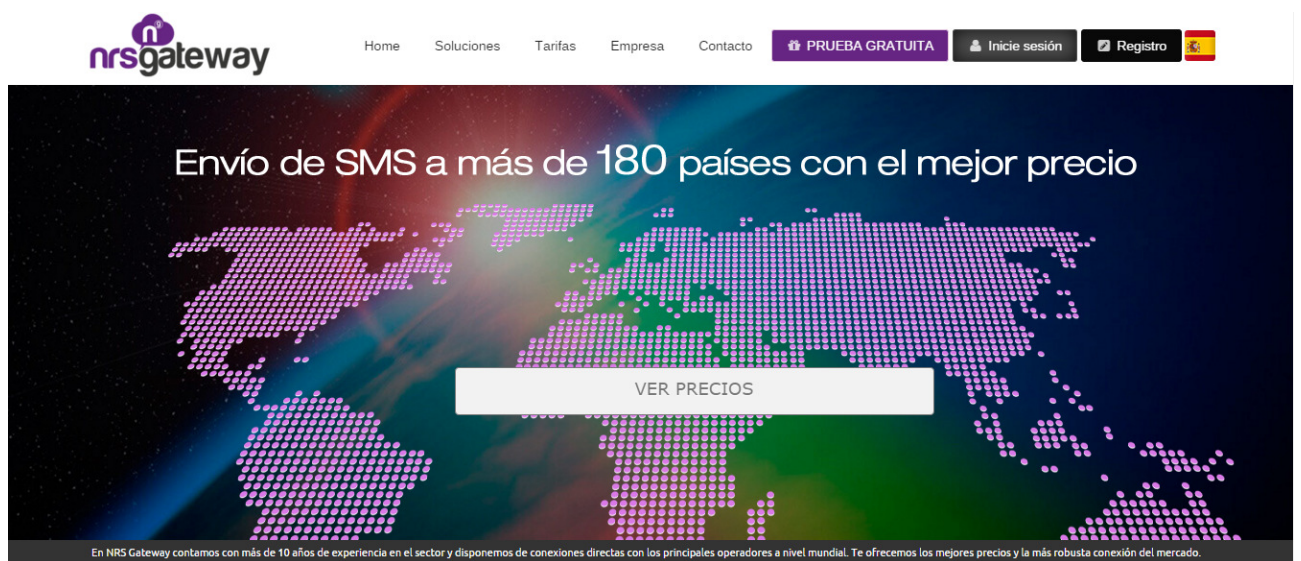 nrsgateway
Home Soluciones Tarifas Empresa Contacto PRUEBA GRATUITA Inicie sesión Registro
Envío de SMS a más de 180 países con el mejor precio
VER PRECIOS
En NRS Gateway contamos con más de 10 años de experiencia en el sector y disponemos de conexiones directas con los principales operadores a nivel mundial. Te ofrecemos los mejores precios y la más robusta conexión del mercado.